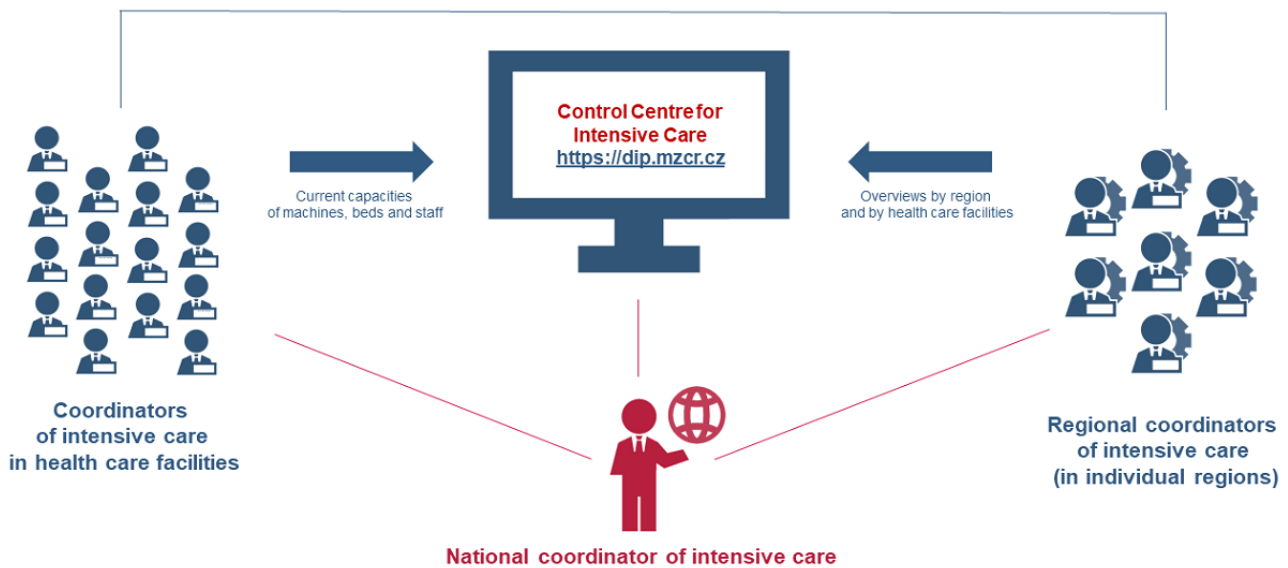 Control Centre for
Intensive Care
https://dip.mzcr.cz
Current capacities
of machines, beds and staff
Overviews by region
and by health care facilities
Coordinators
of intensive care
in health care facilities
Regional coordinators
of intensive care
(in individual regions)
National coordinator of intensive care